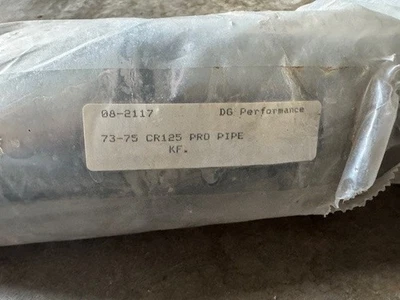 08-2117 DG Performance
73-75 CR125 PRO PIPE
KF.